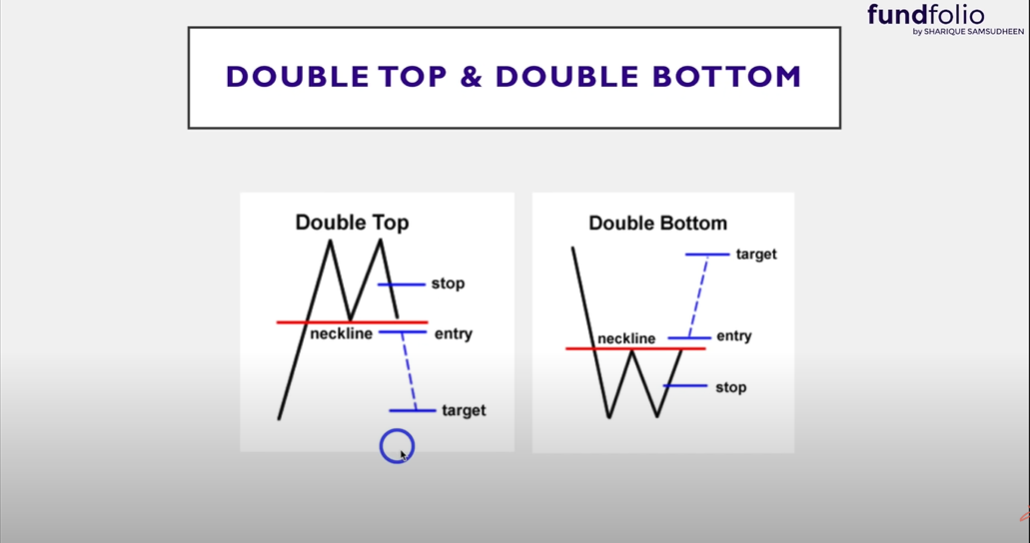 fundfolio
by SHARIQUE SAMSUDHEEN
DOUBLE TOP & DOUBLE BOTTOM
Double Top
stop
neckline
entry
target
Double Bottom
target
neckline
entry
stop